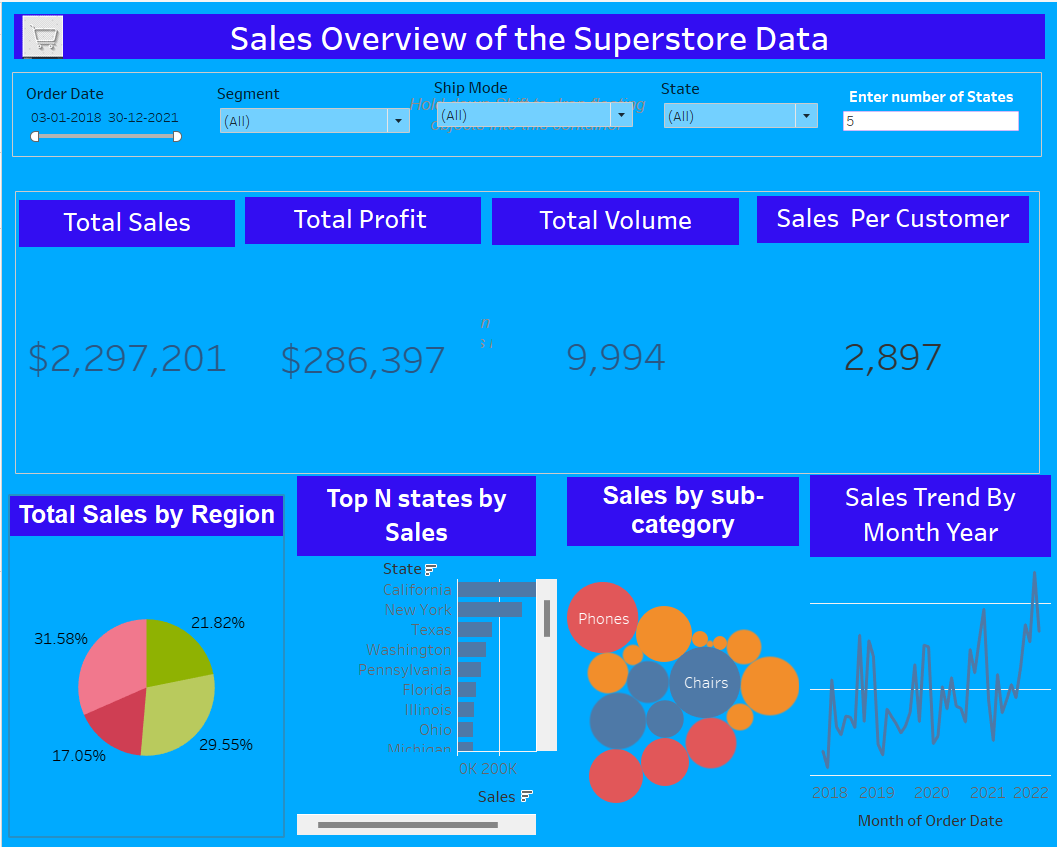 Sales Overview of the Superstore Data
Order Date
03-01-2018 30-12-2021
Segment
(All)
Ship Mode
(All)
State
(All)
Enter number of States
5
Total Sales
Total Profit
Total Volume
Sales Per Customer
$2,297,201
$286,397
9,994
2,897
Total Sales by Region
31.58%
21.82%
17.05%
29.55%
Top N states by
Sales
State
California
New York
Texas
Washington
Pennsylvania
Florida
Illinois
Ohio
Michigan
0K 200K
Sales
Sales by sub-
category
Phones
Chairs
Sales Trend By
Month Year
2018 2019 2020 2021 2022
Month of Order Date